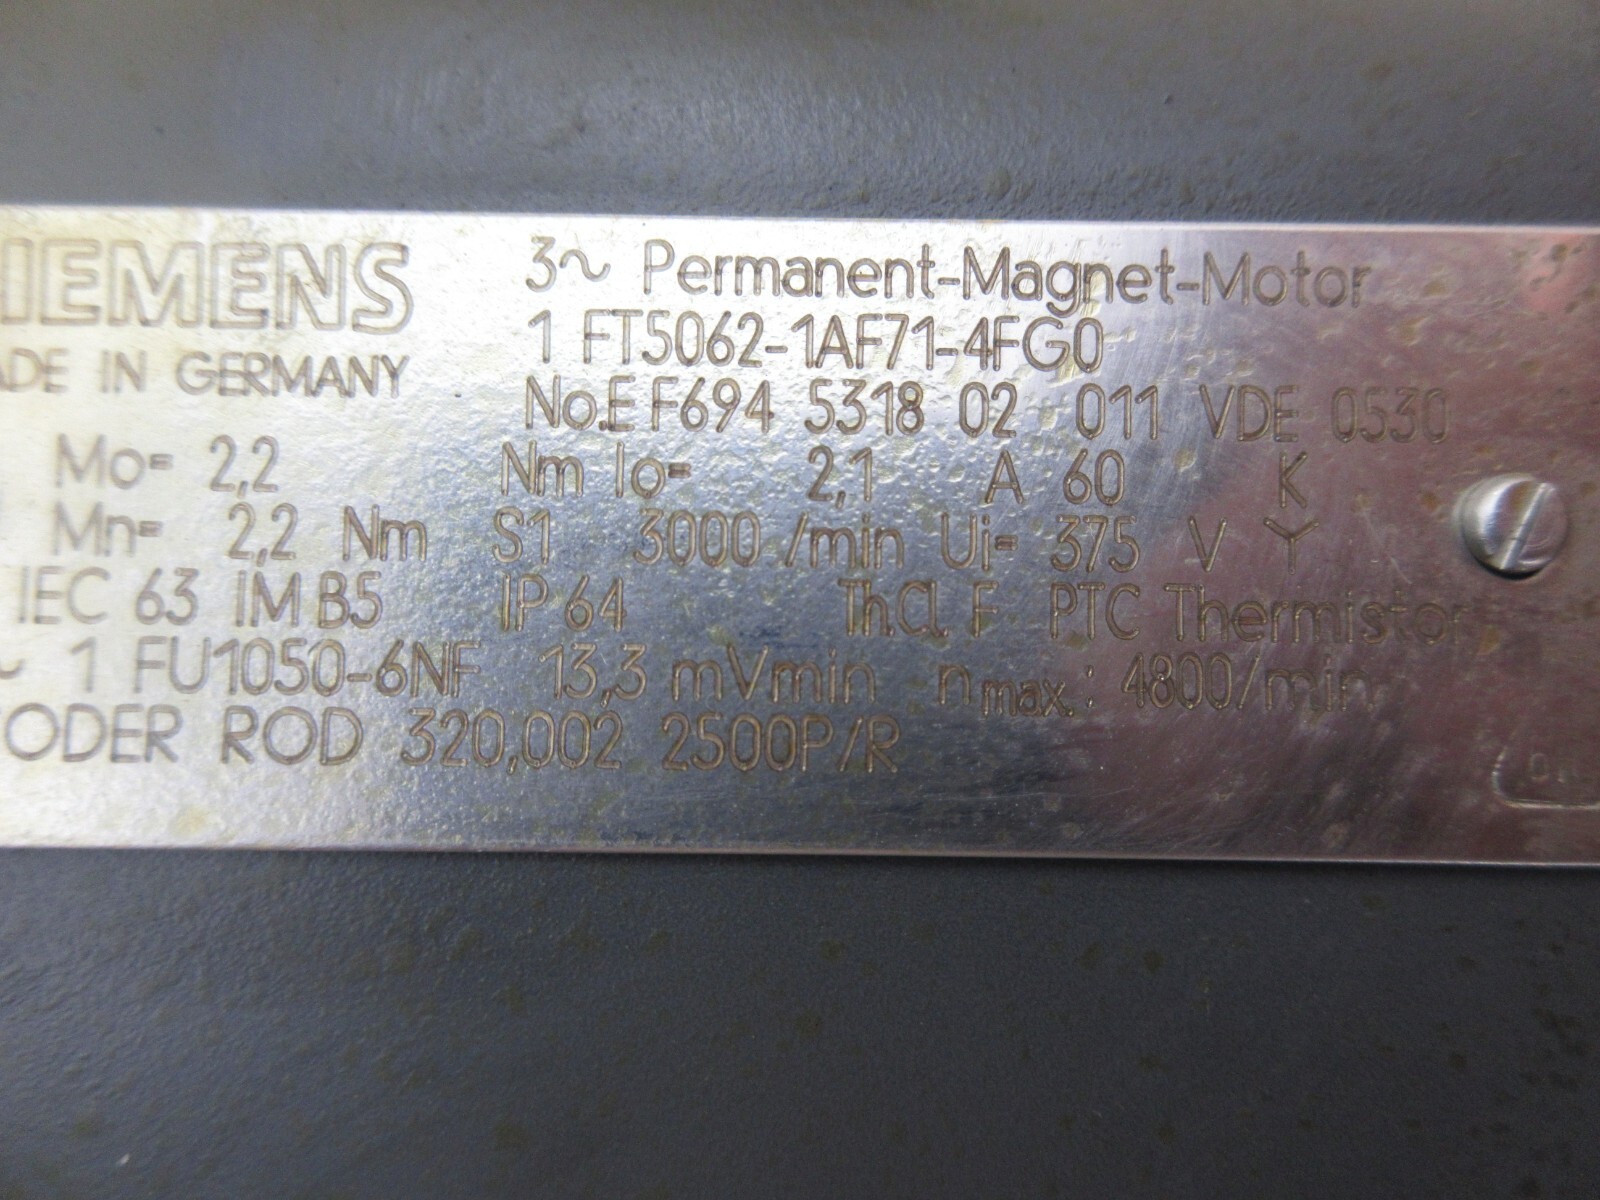 IEMENS
ADE IN GERMANY
3~ Permanent-Magnet-Motor
1 FT5062-1AF71-4FG0
No.EF694 5318 02 011 VDE 0530
Mo= 2,2 Nm Io= 2,1 A 60 K
Mn= 2,2 Nm S1 3000 /min Ui= 375 V Y
IEC 63 IM B5 IP 64 Th.Cl. F PTC Thermistor
~ 1 FU1050-6NF 13,3 mVmin nmax.: 4800/min
ODER ROD 320,002 2500P/R